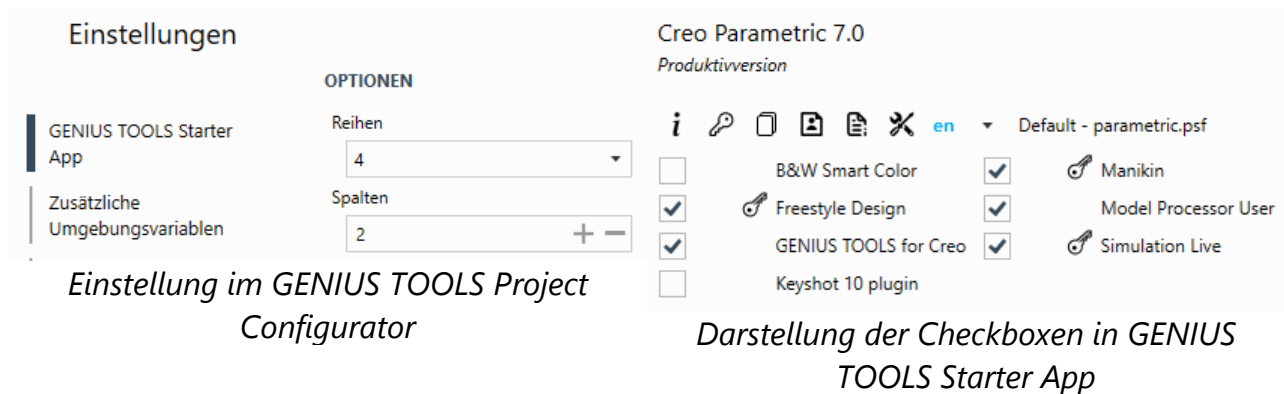 Einstellungen
OPTIONEN
GENIUS TOOLS Starter
App
Zusätzliche
Umgebungsvariablen
Reihen
4
Spalten
2
Einstellung im GENIUS TOOLS Project
Configurator
Creo Parametric 7.0
Produktivversion
en Default - parametric.psf
B&W Smart Color Manikin
Freestyle Design Model Processor User
GENIUS TOOLS for Creo Simulation Live
Keyshot 10 plugin
Darstellung der Checkboxen in GENIUS
TOOLS Starter App